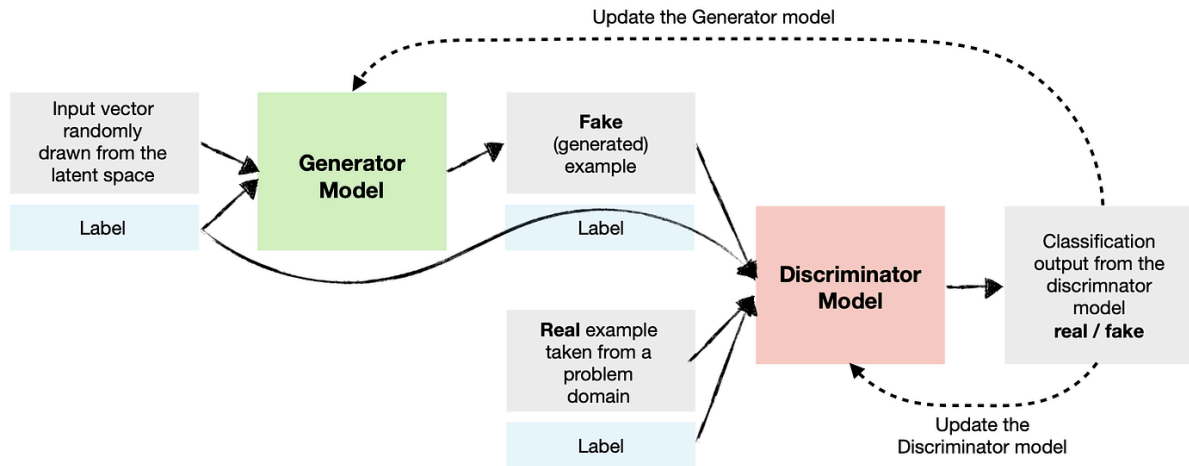 Update the Generator model
Input vector
randomly
drawn from the
latent space
Label
Generator
Model
Fake
(generated)
example
Label
Real example
taken from a
problem
domain
Label
Discriminator
Model
Classification
output from the
discrimnator
model
real / fake
Update the
Discriminator model